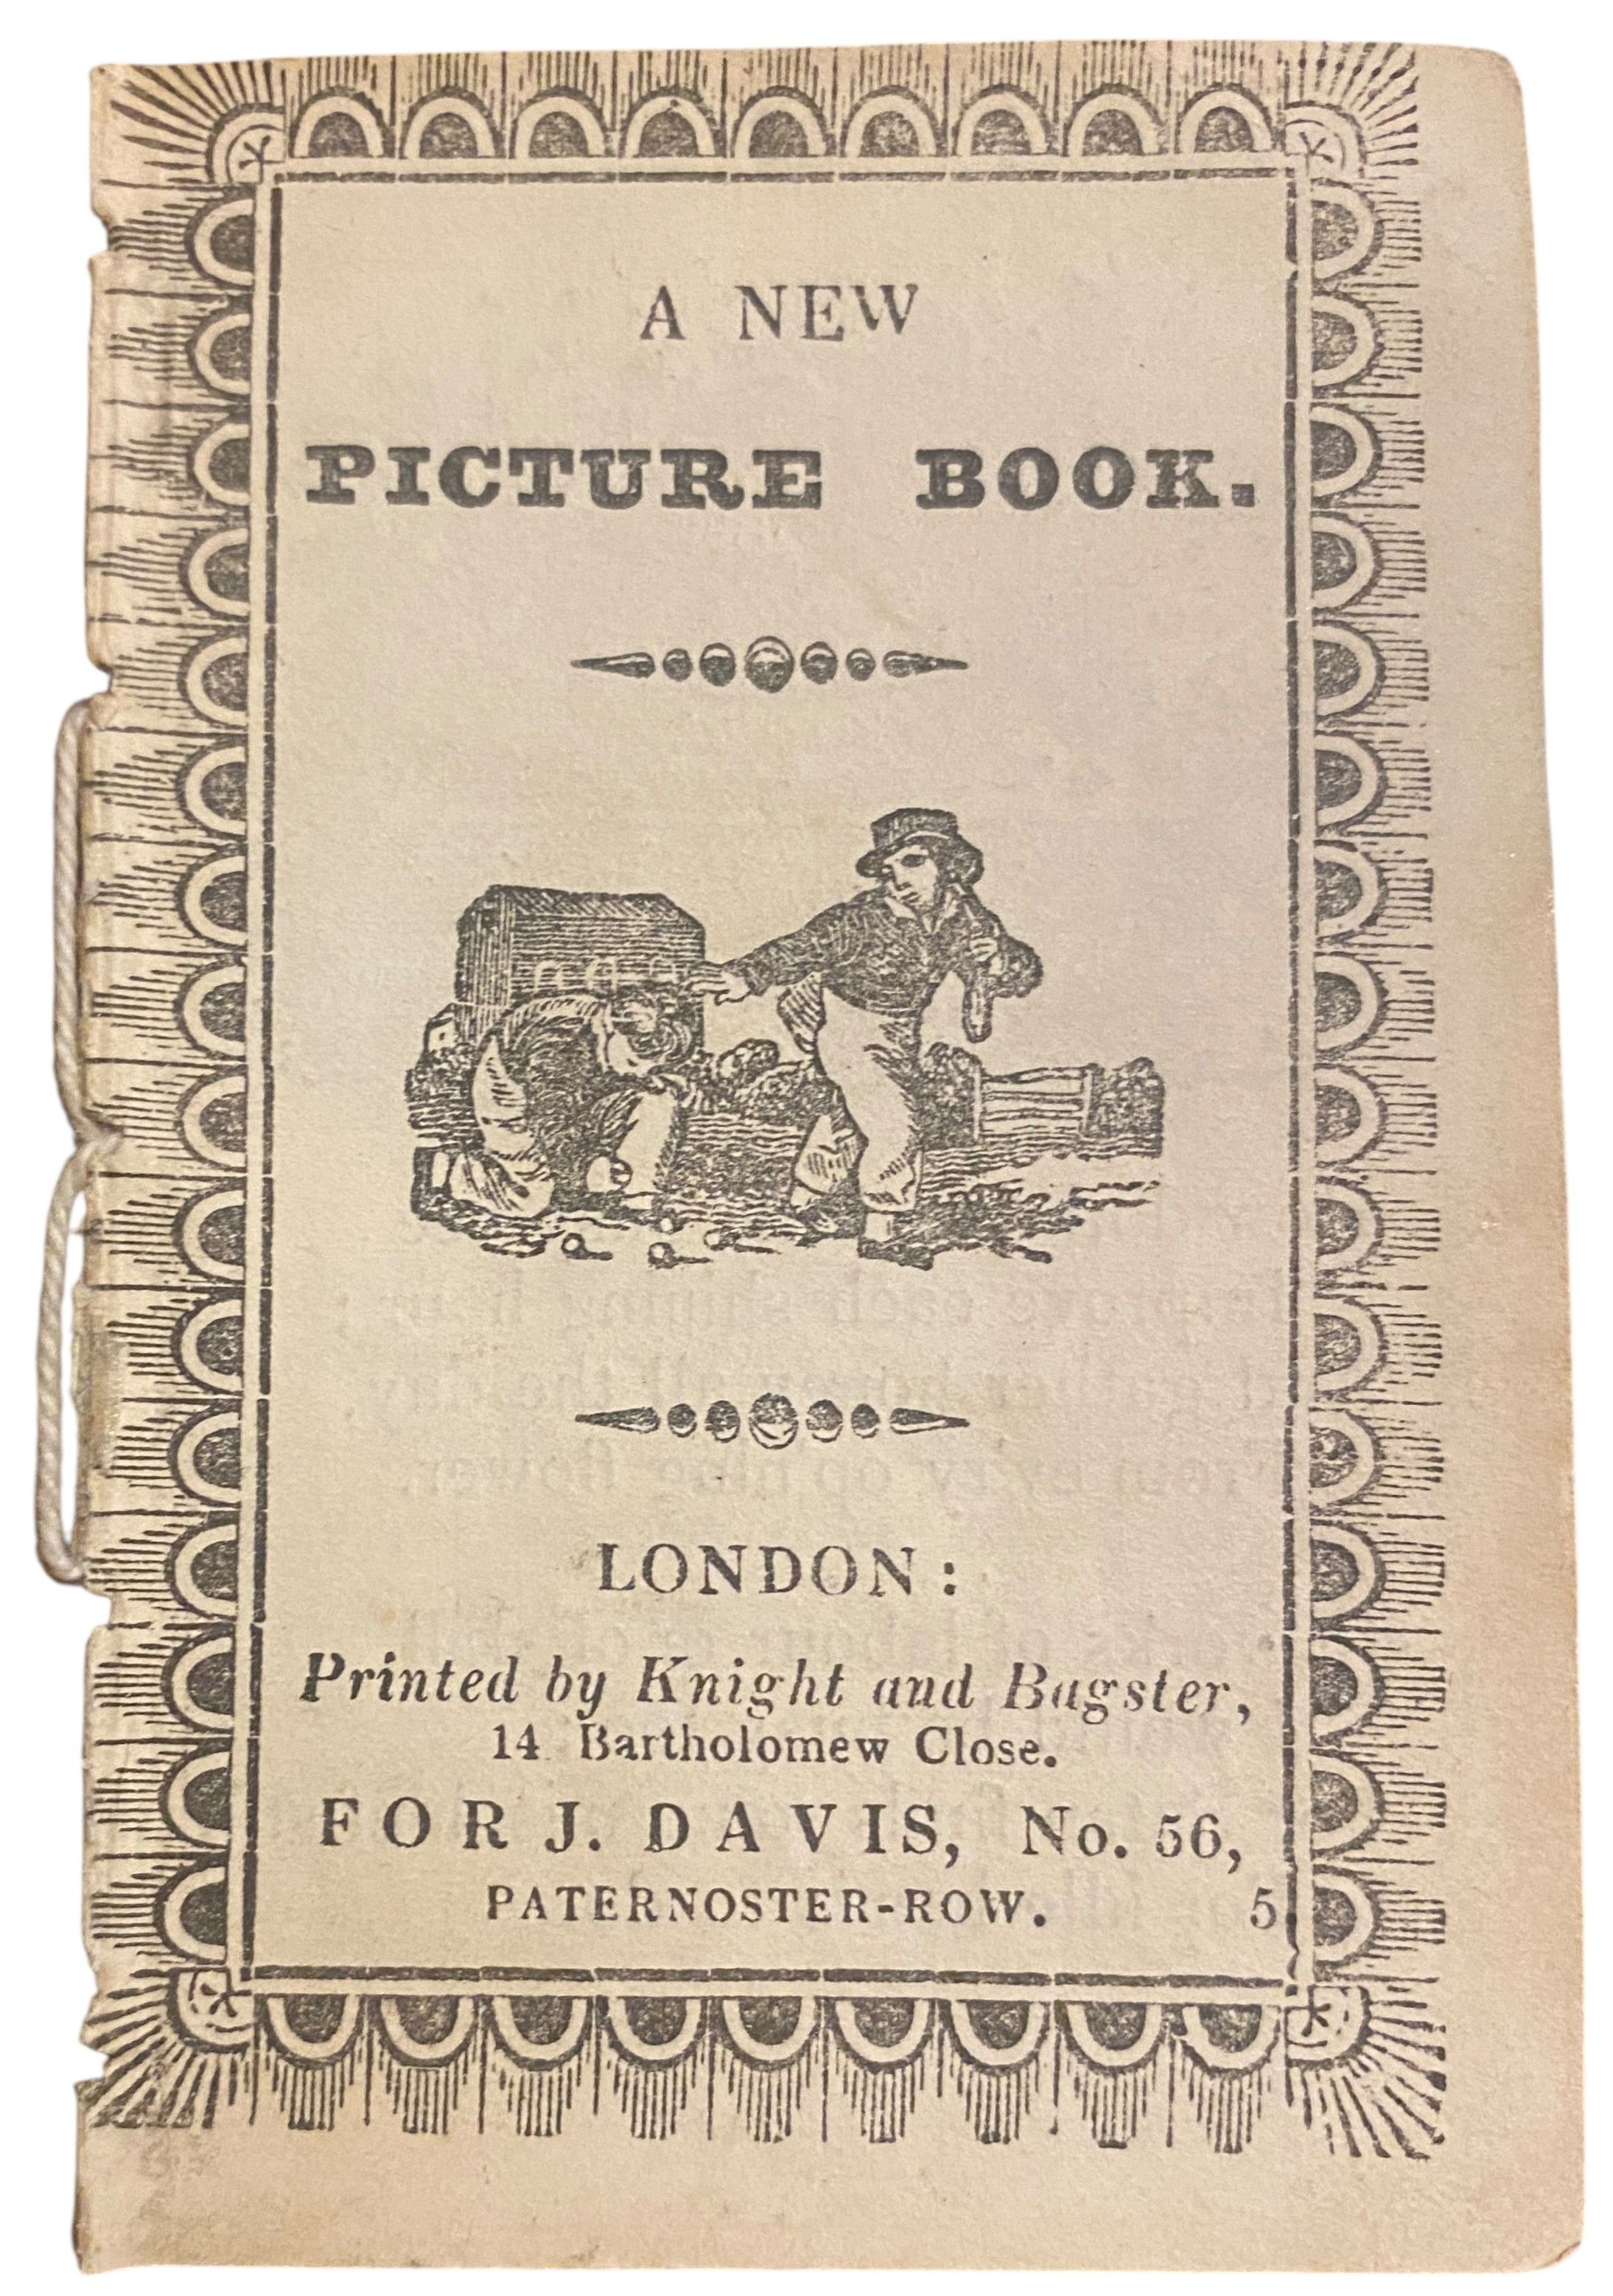 A NEW
PICTURE BOOK.
LONDON:
Printed by Knight and Bagster,
14 Bartholomew Close.
FOR J. DAVIS, No. 56,
PATERNOSTER-ROW. 5